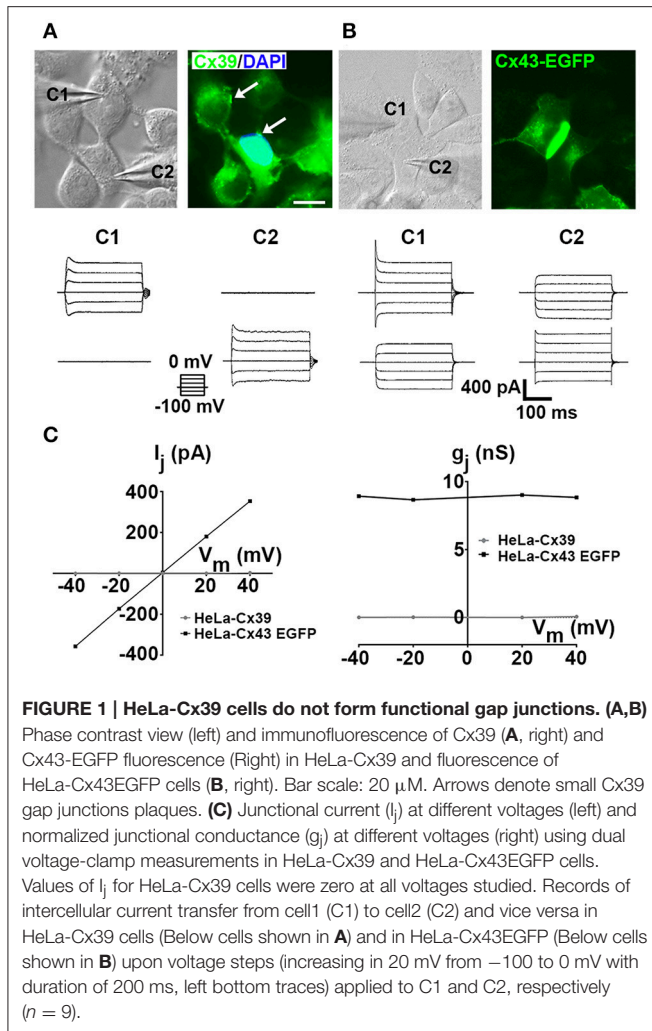 A
B
Cx39/DAPI
Cx43-EGFP
C1
C2
C1
C2
C1
C2
C1
C2
0 mV
-100 mV
400 pA
100 ms
C
Ij (pA)
400
200
Vm (mV)
-40
-20
20
40
-200
-400
HeLa-Cx39
HeLa-Cx43 EGFP
gj (nS)
10
5
0
HeLa-Cx39
HeLa-Cx43 EGFP
Vm (mV)
-40
-20
0
20
40
FIGURE 1 | HeLa-Cx39 cells do not form functional gap junctions. (A,B)
Phase contrast view (left) and immunofluorescence of Cx39 (A, right) and
Cx43-EGFP fluorescence (Right) in HeLa-Cx39 and fluorescence of
HeLa-Cx43EGFP cells (B, right). Bar scale: 20 μM. Arrows denote small Cx39
gap junctions plaques. (C) Junctional current (Ij) at different voltages (left) and
normalized junctional conductance (gj) at different voltages (right) using dual
voltage-clamp measurements in HeLa-Cx39 and HeLa-Cx43EGFP cells.
Values of Ij for HeLa-Cx39 cells were zero at all voltages studied. Records of
intercellular current transfer from cell1 (C1) to cell2 (C2) and vice versa in
HeLa-Cx39 cells (Below cells shown in A) and in HeLa-Cx43EGFP (Below cells
shown in B) upon voltage steps (increasing in 20 mV from −100 to 0 mV with
duration of 200 ms, left bottom traces) applied to C1 and C2, respectively
(n = 9).